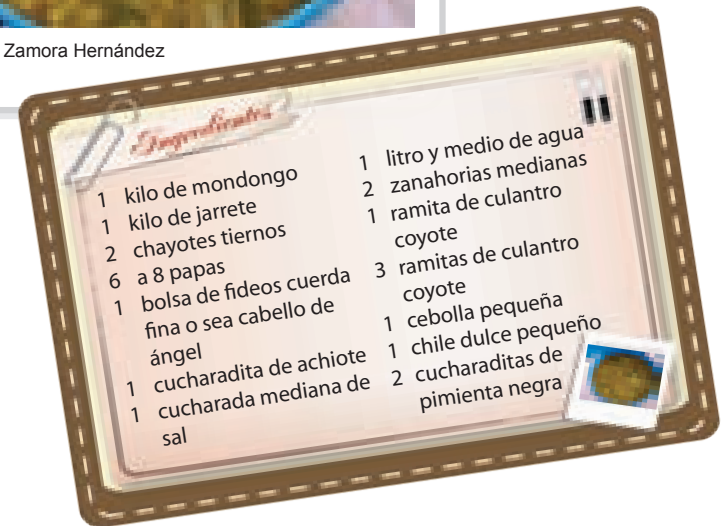 Zamora Hernández
Ingredientes
1 kilo de mondongo
1 kilo de jarrete
2 chayotes tiernos
6 a 8 papas
1 bolsa de fideos cuerda
fina o sea cabello de
ángel
1 cucharadita de achiote
1 cucharada mediana de
sal
1 litro y medio de agua
2 zanahorias medianas
1 ramita de culantro
coyote
3 ramitas de culantro
coyote
1 cebolla pequeña
1 chile dulce pequeño
2 cucharaditas de
pimienta negra